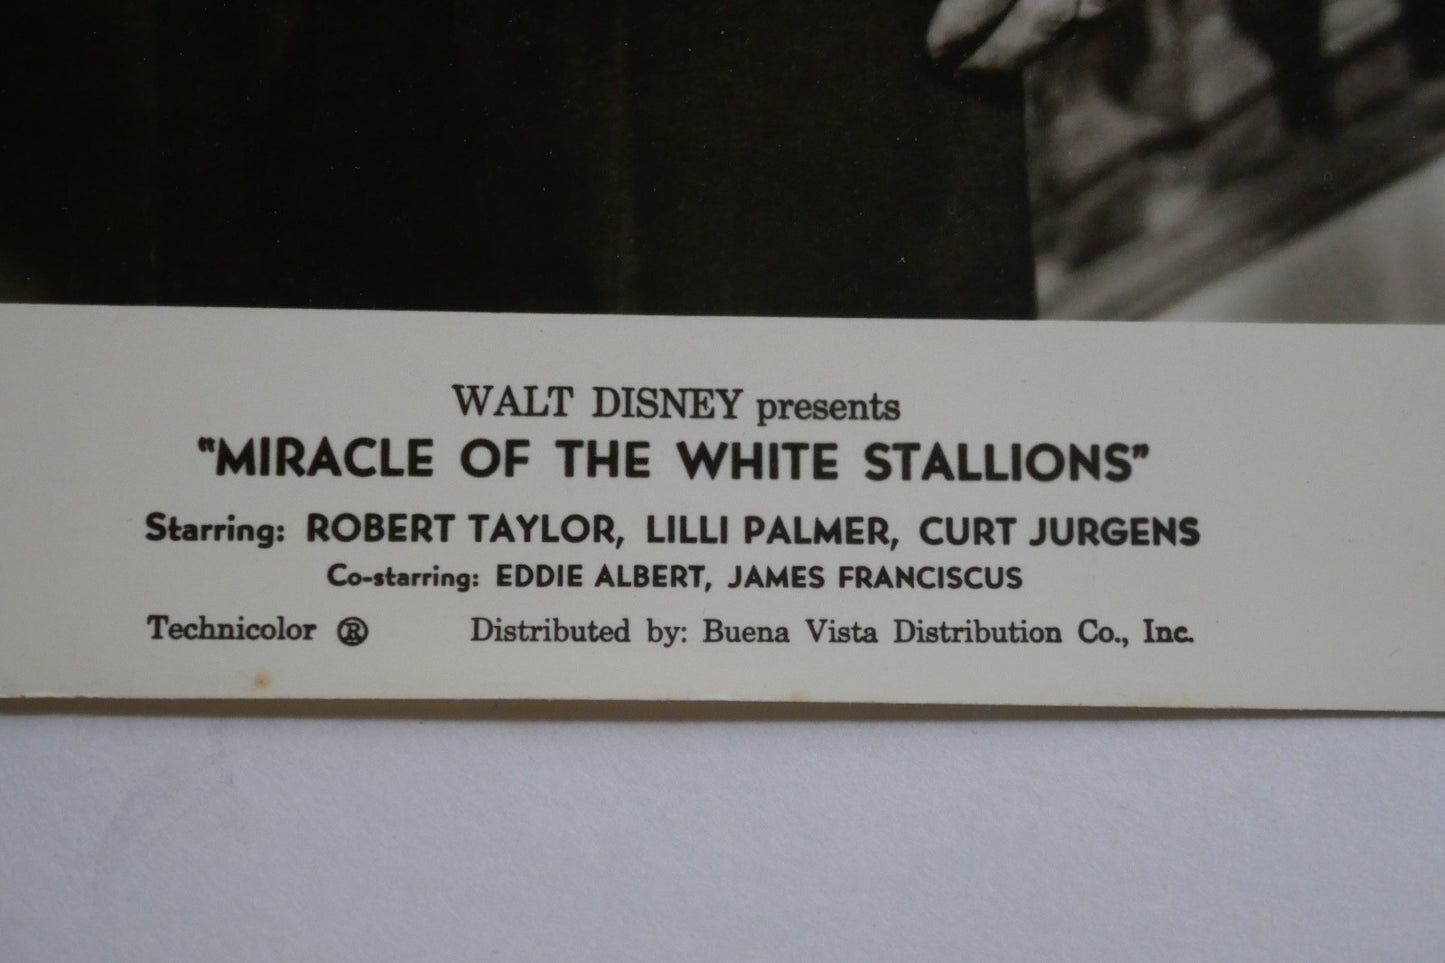 WALT DISNEY presents
"MIRACLE OF THE WHITE STALLIONS"
Starring: ROBERT TAYLOR, LILLI PALMER, CURT JURGENS
Co-starring: EDDIE ALBERT, JAMES FRANCISCUS
Technicolor ® Distributed by: Buena Vista Distribution Co., Inc.